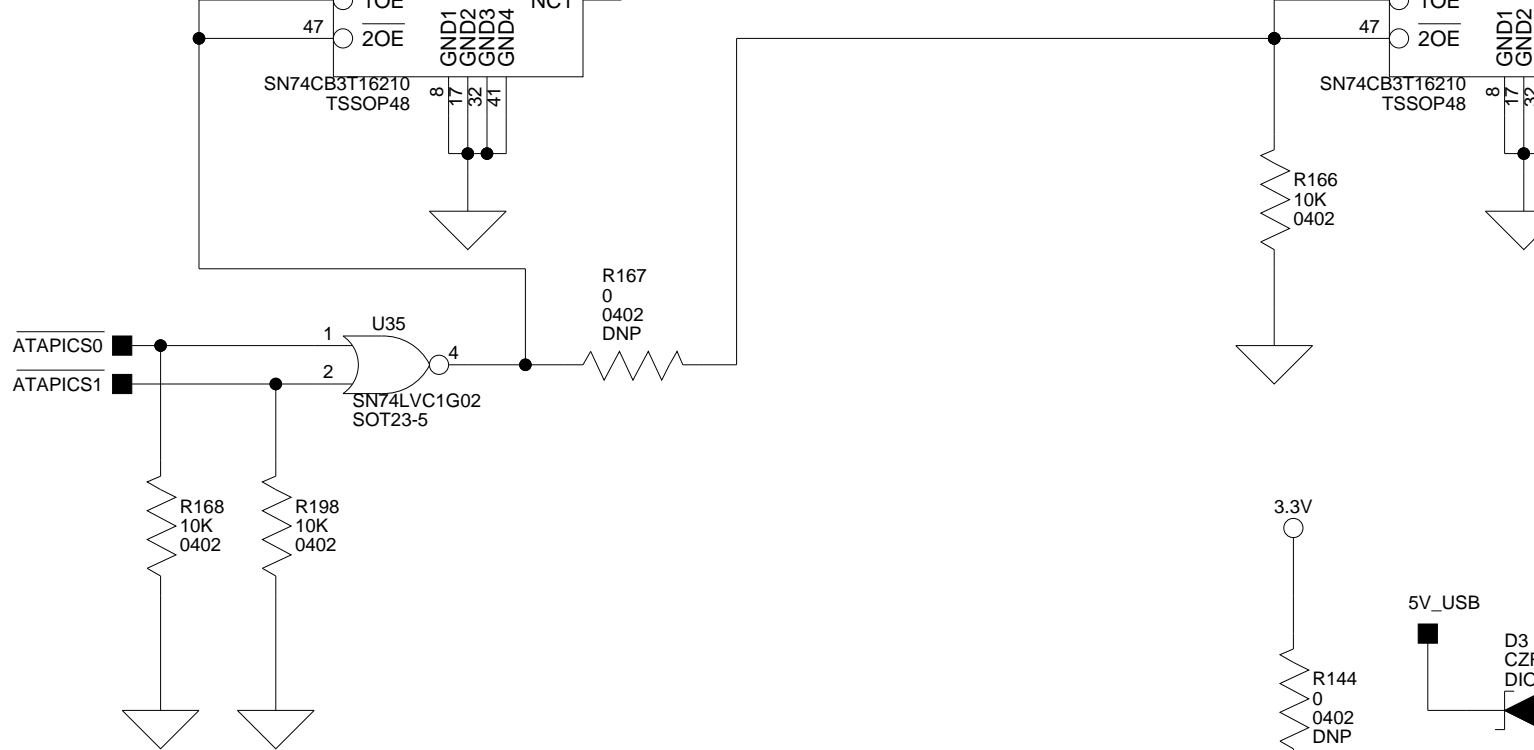 1OE
NC1
47
2OE
GND1
GND2
GND3
GND4
SN74CB3T16210
TSSOP48
8
17
32
41
1OE
47
2OE
GND1
GND2
SN74CB3T16210
TSSOP48
8
17
32
R166
10K
0402
R167
0
0402
DNP
ATAPICS0
ATAPICS1
1
2
U35
4
SN74LVC1G02
SOT23-5
R168
10K
0402
R198
10K
0402
3.3V
R144
0
0402
DNP
5V_USB
D3